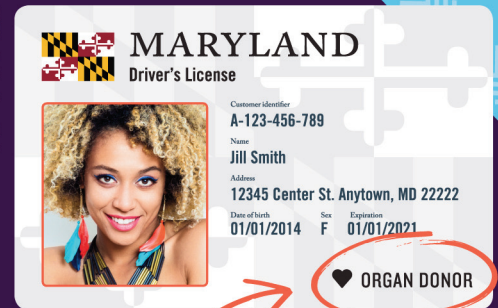 MARYLAND
Driver's License
Customer identifier
A-123-456-789
Name
Jill Smith
Address
12345 Center St. Anytown, MD 22222
Date of birth Sex Expiration
01/01/2014 F 01/01/2021
ORGAN DONOR